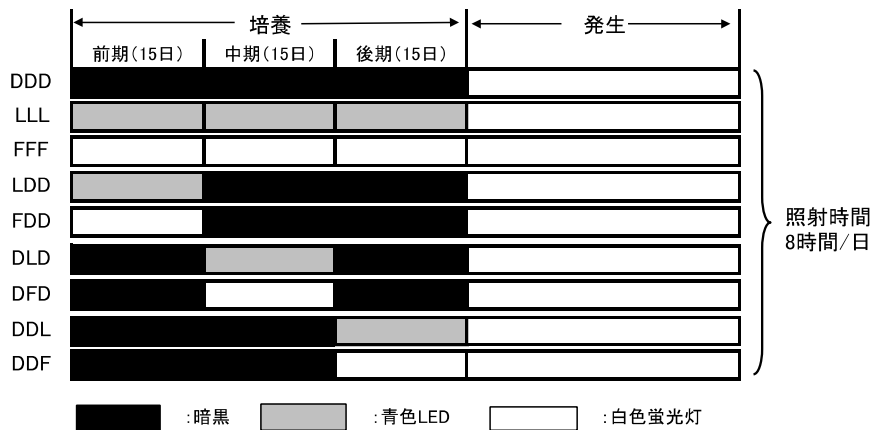 培養 発生
前期(15日) 中期(15日) 後期(15日)
DDD
LLL
FFF
LDD
FDD
DLD
DFD
DDL
DDF
照射時間
8時間/日
:暗黒 :青色LED :白色蛍光灯